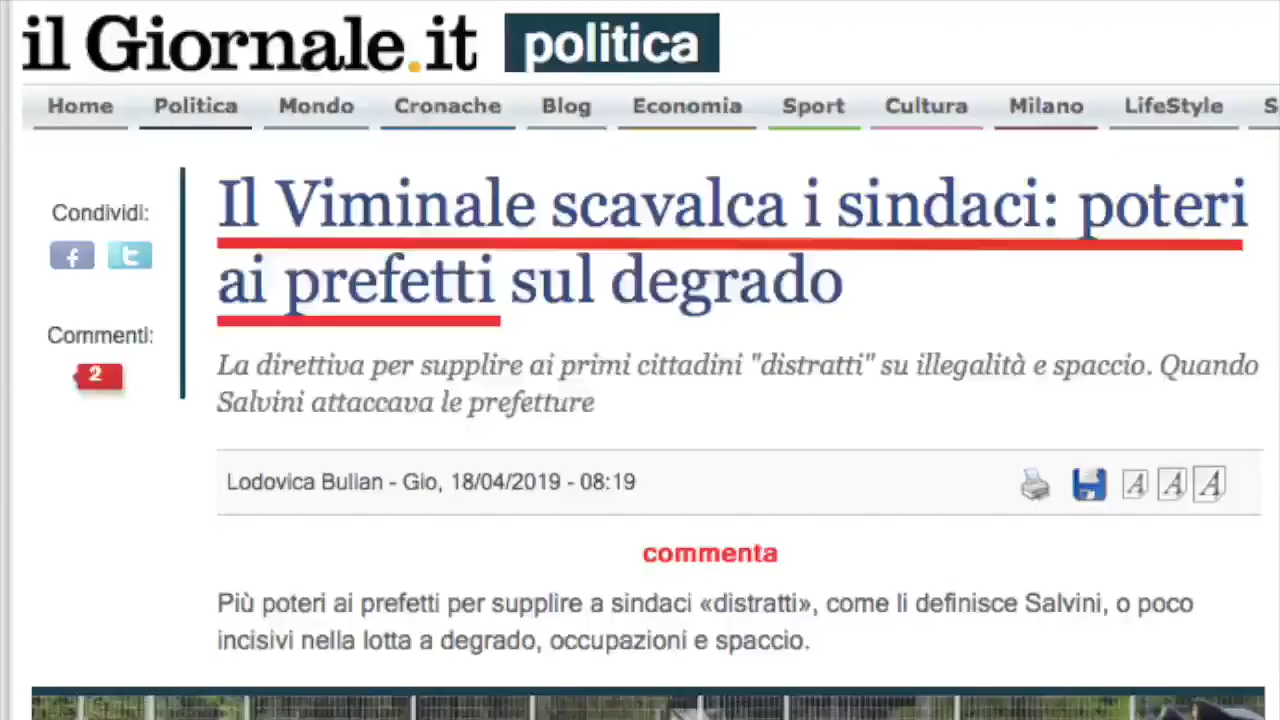 il Giornale.it politica
Home Politica Mondo Cronache Blog Economia Sport Cultura Milano LifeStyle S
Condividi:
Commenti:
2
Il Viminale scavalca i sindaci: poteri
ai prefetti sul degrado
La direttiva per supplire ai primi cittadini "distratti" su illegalità e spaccio. Quando
Salvini attaccava le prefetture
Lodovica Bulian - Gio, 18/04/2019 - 08:19
A A A
commenta
Più poteri ai prefetti per supplire a sindaci «distratti», come li definisce Salvini, o poco
incisivi nella lotta a degrado, occupazioni e spaccio.